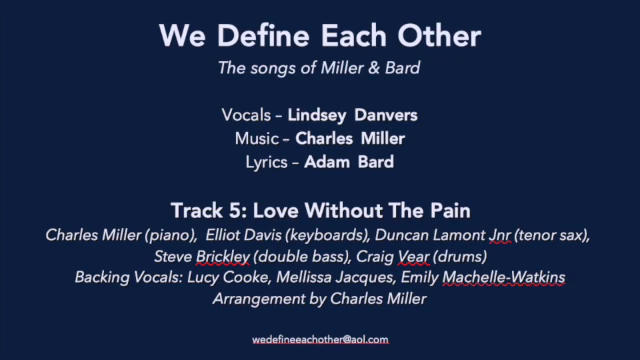 We Define Each Other
The songs of Miller & Bard
Vocals – Lindsey Danvers
Music – Charles Miller
Lyrics – Adam Bard
Track 5: Love Without The Pain
Charles Miller (piano), Elliot Davis (keyboards), Duncan Lamont Jnr (tenor sax),
Steve Brickley (double bass), Craig Vear (drums)
Backing Vocals: Lucy Cooke, Mellissa Jacques, Emily Machelle-Watkins
Arrangement by Charles Miller
wedefineeachother@aol.com